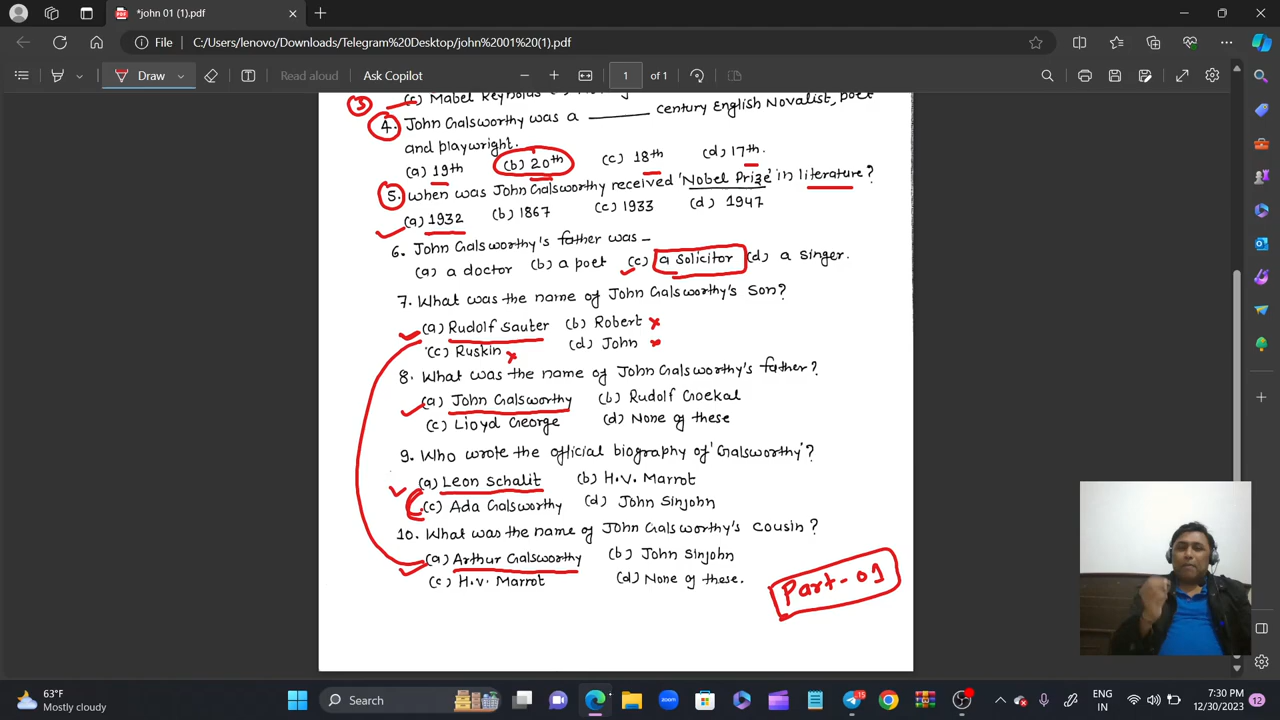 *john 01 (1).pdf
File C:/Users/lenovo/Downloads/Telegram%20Desktop/john%2001%20(1).pdf
Draw Read aloud Ask Copilot 1 of 1
3 (c) Mabel Reynolds
4. John Galsworthy was a ______ century English Novalist, poet
and playwright.
(a) 19th (b) 20th (c) 18th (d) 17th.
5. When was John Galsworthy received 'Nobel Prize' in literature?
(a) 1932 (b) 1867 (c) 1933 (d) 1947
6. John Galsworthy's father was –
(a) a doctor (b) a poet (c) a Solicitor (d) a singer.
7. What was the name of John Galsworthy's Son?
(a) Rudolf Sauter (b) Robert
(c) Ruskin (d) John
8. What was the name of John Galsworthy's father?
(a) John Galsworthy (b) Rudolf Goekal
(c) Lioyd George (d) None of these
9. Who wrote the official biography of 'Galsworthy'?
(a) Leon Schalit (b) H.V. Marrot
(c) Ada Galsworthy (d) John Sinjohn
10. What was the name of John Galsworthy's cousin?
(a) Arthur Galsworthy (b) John Sinjohn
(c) H.V. Marrot (d) None of these.
Part-01
63°F
Mostly cloudy
Search
zoom
15
ENG
IN
7:30 PM
12/30/2023
12